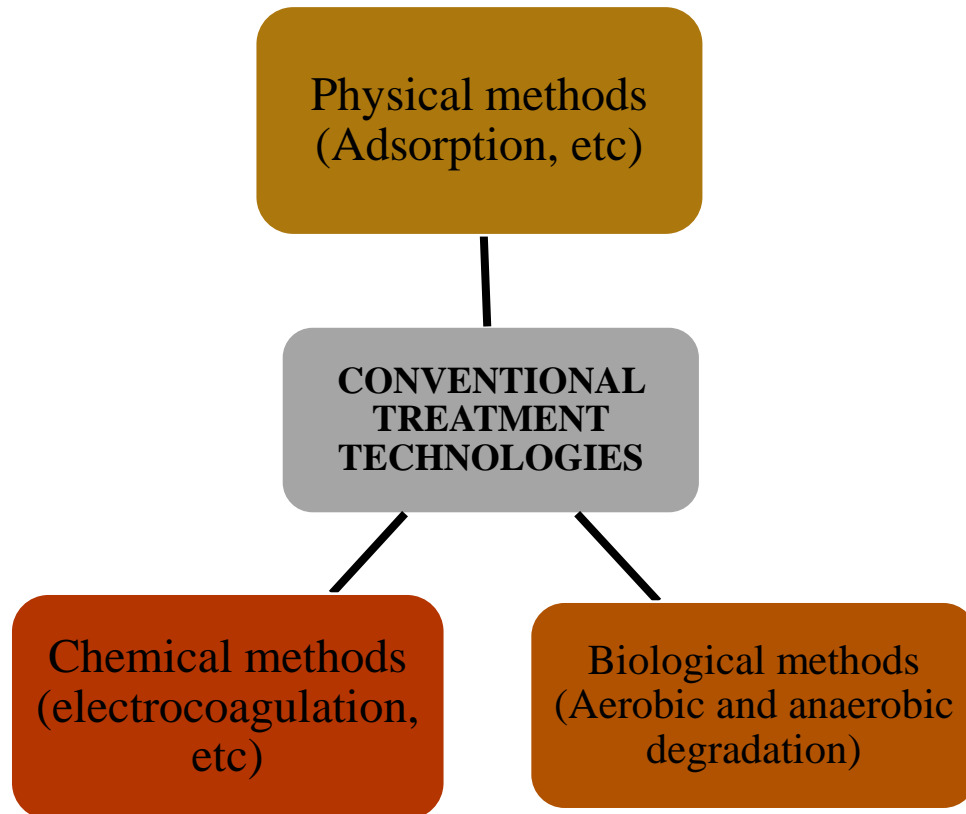 Physical methods
(Adsorption, etc)
CONVENTIONAL
TREATMENT
TECHNOLOGIES
Chemical methods
(electrocoagulation,
etc)
Biological methods
(Aerobic and anaerobic
degradation)